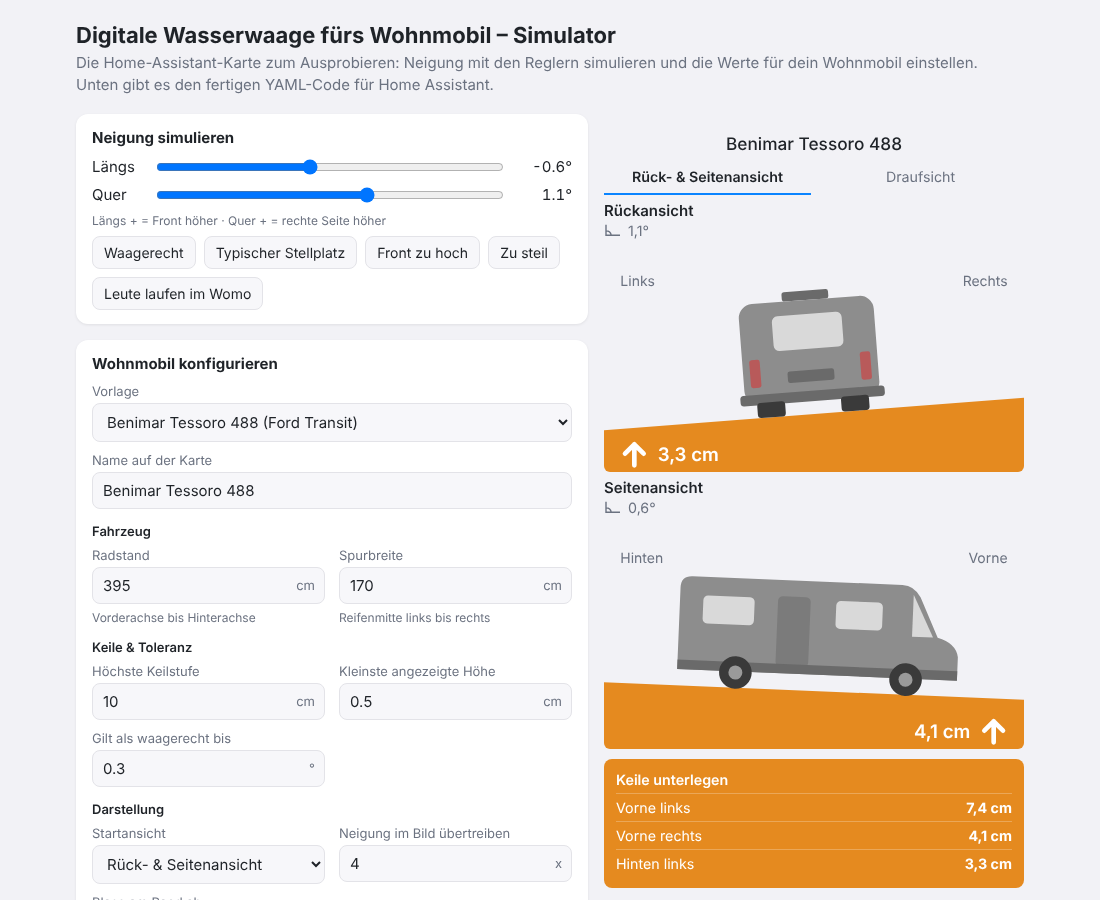 Digitale Wasserwaage fürs Wohnmobil – Simulator
Die Home-Assistant-Karte zum Ausprobieren: Neigung mit den Reglern simulieren und die Werte für dein Wohnmobil einstellen.
Unten gibt es den fertigen YAML-Code für Home Assistant.
Neigung simulieren
Längs -0.6°
Quer 1.1°
Längs + = Front höher · Quer + = rechte Seite höher
Waagerecht Typischer Stellplatz Front zu hoch Zu steil
Leute laufen im Womo
Wohnmobil konfigurieren
Vorlage
Benimar Tessoro 488 (Ford Transit)
Name auf der Karte
Benimar Tessoro 488
Fahrzeug
Radstand Spurbreite
395 cm 170 cm
Vorderachse bis Hinterachse Reifenmitte links bis rechts
Keile & Toleranz
Höchste Keilstufe Kleinste angezeigte Höhe
10 cm 0.5 cm
Gilt als waagerecht bis
0.3 °
Darstellung
Startansicht Neigung im Bild übertreiben
Rück- & Seitenansicht 4 x
Benimar Tessoro 488
Rück- & Seitenansicht Draufsicht
Rückansicht
1,1°
Links Rechts
3,3 cm
Seitenansicht
0,6°
Hinten Vorne
4,1 cm
Keile unterlegen
Vorne links 7,4 cm
Vorne rechts 4,1 cm
Hinten links 3,3 cm